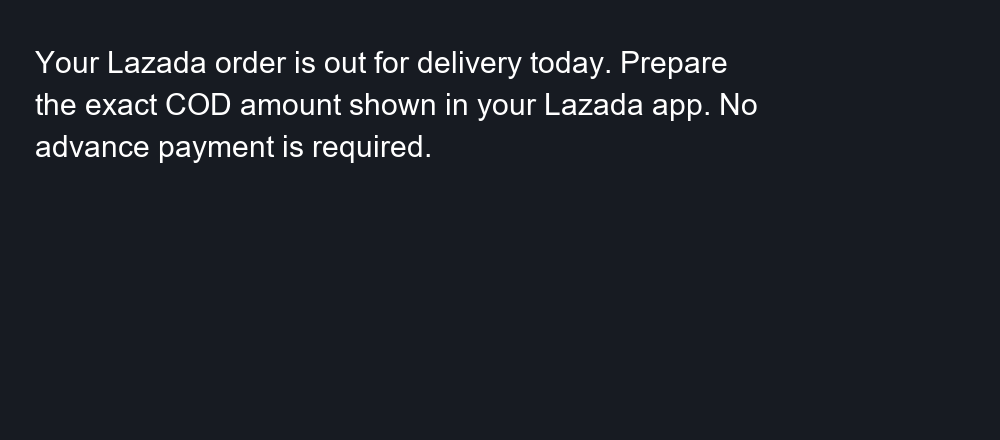 Your Lazada order is out for delivery today. Prepare
the exact COD amount shown in your Lazada app. No
advance payment is required.